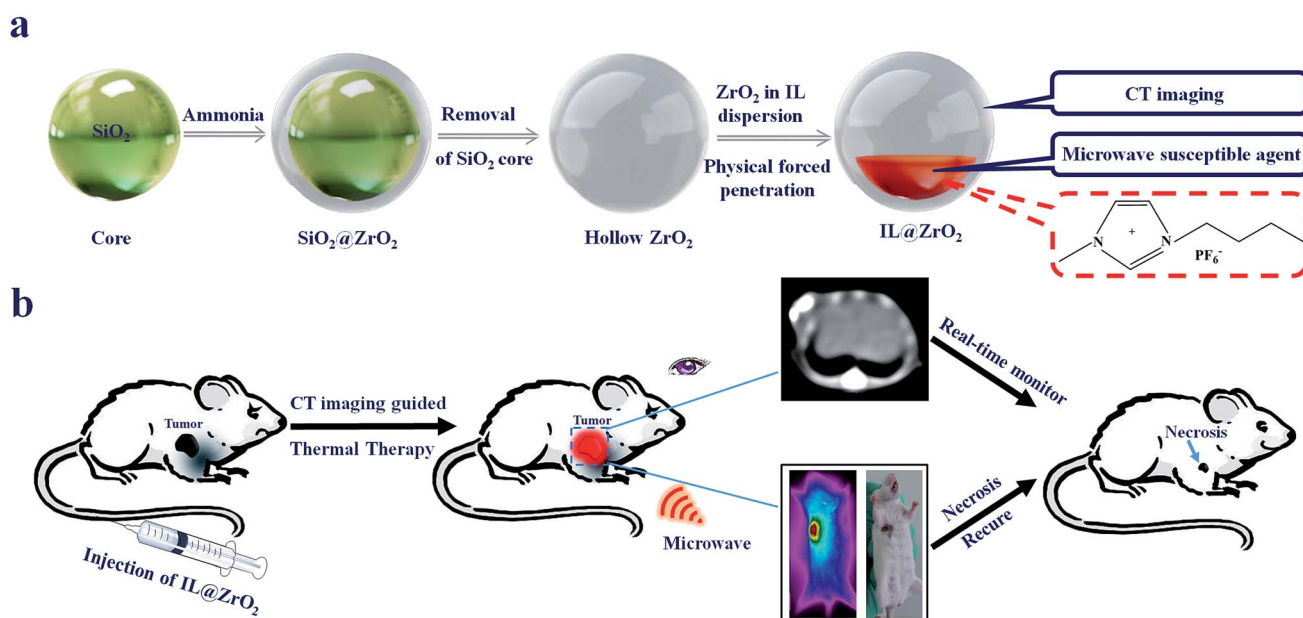 a
SiO₂
Core
Ammonia
SiO₂@ZrO₂
Removal
of SiO₂ core
Hollow ZrO₂
ZrO₂ in IL
dispersion
Physical forced
penetration
IL@ZrO₂
CT imaging
Microwave susceptible agent
N
+
N
PF₆⁻
b
Tumor
Injection of IL@ZrO₂
CT imaging guided
Thermal Therapy
Tumor
Microwave
Real-time monitor
Necrosis
Recure
Necrosis